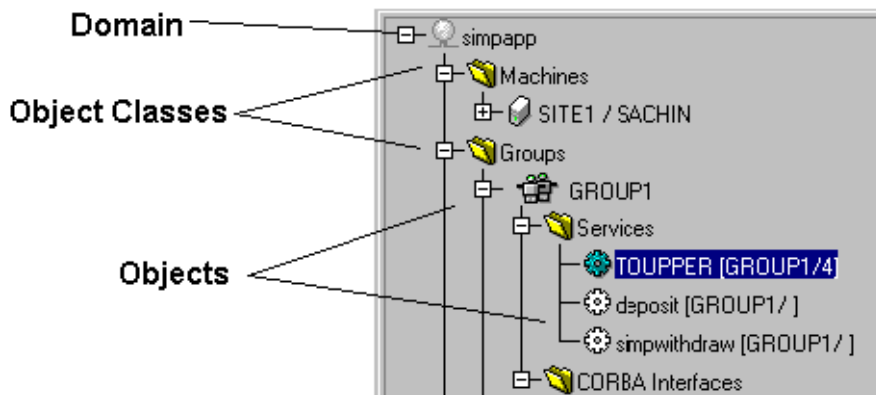 Domain
simpapp
Machines
Object Classes
SITE1 / SACHIN
Groups
GROUP1
Services
Objects
TOUPPER [GROUP1/4]
deposit [GROUP1/ ]
simpwithdraw [GROUP1/ ]
CORBA Interfaces